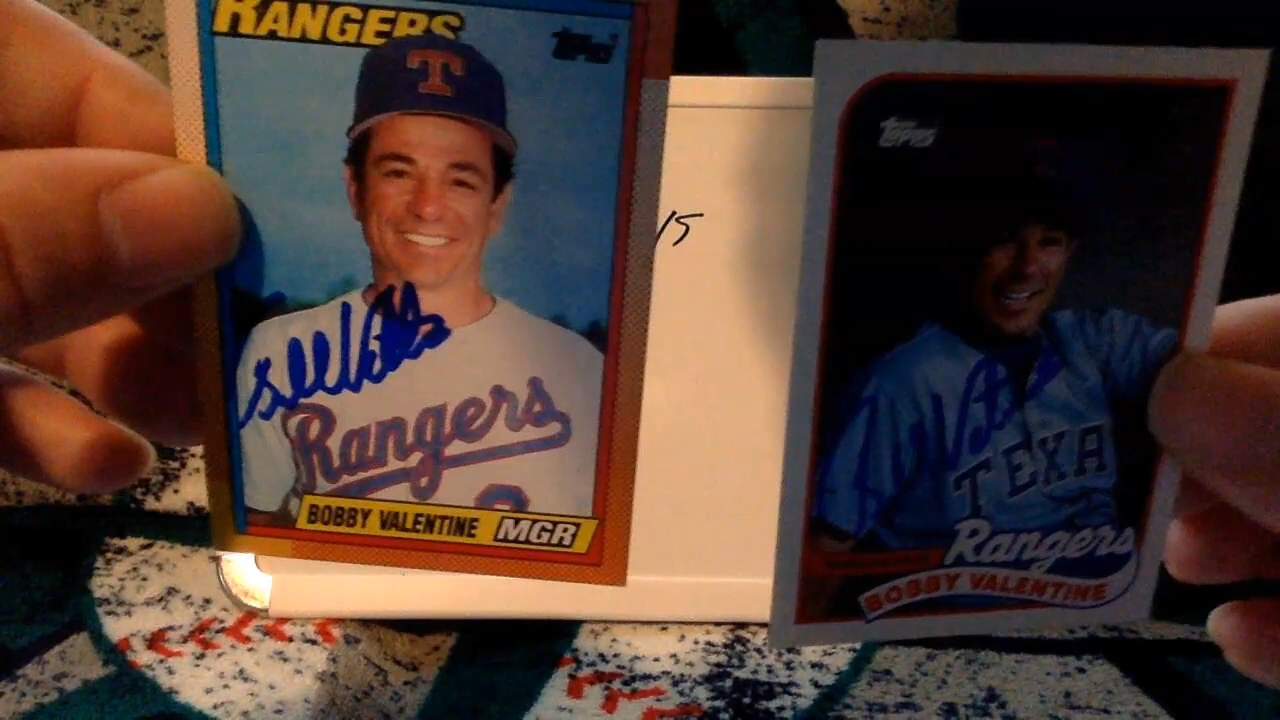 RANGERS
Topps
Rangers
BOBBY VALENTINE MGR
15
TOPPS
TEXA
Rangers
BOBBY VALENTINE